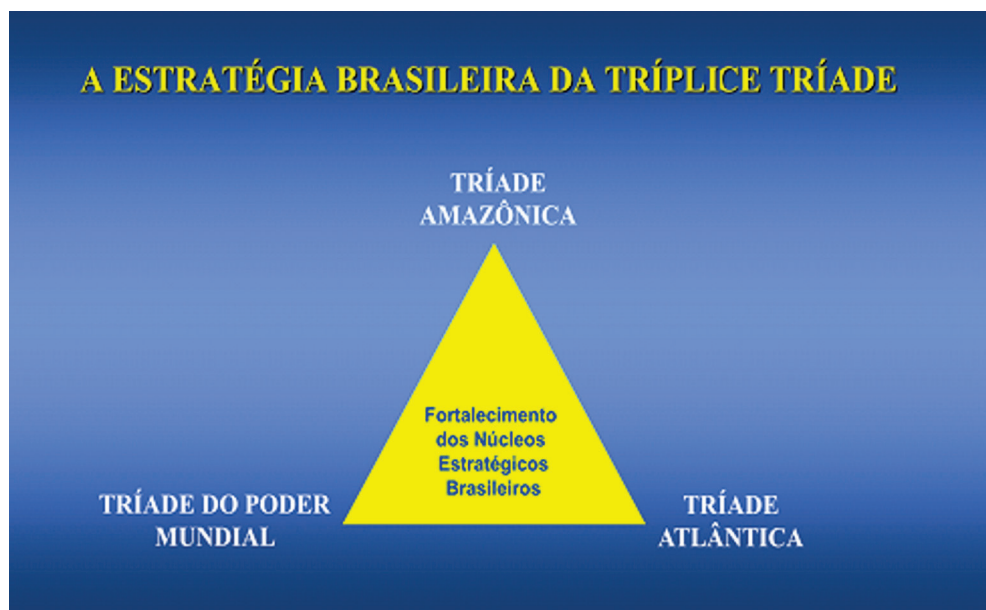 A ESTRATÉGIA BRASILEIRA DA TRÍPLICE TRÍADE
TRÍADE
AMAZÔNICA
Fortalecimento
dos Núcleos
Estratégicos
Brasileiros
TRÍADE DO PODER
MUNDIAL
TRÍADE
ATLÂNTICA